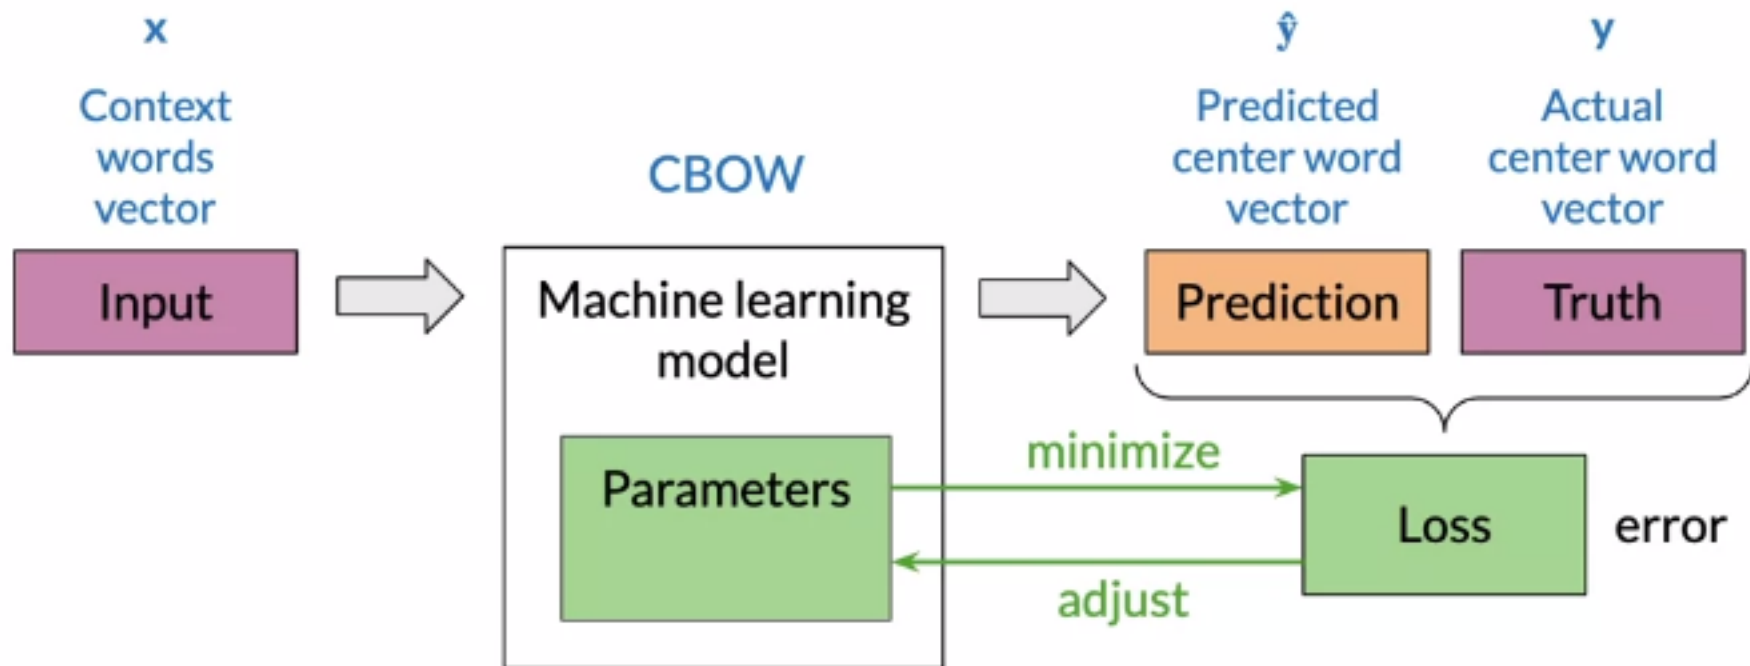 x
Context
words
vector
Input
CBOW
Machine learning
model
Parameters
ŷ
Predicted
center word
vector
Prediction
y
Actual
center word
vector
Truth
minimize
adjust
Loss
error